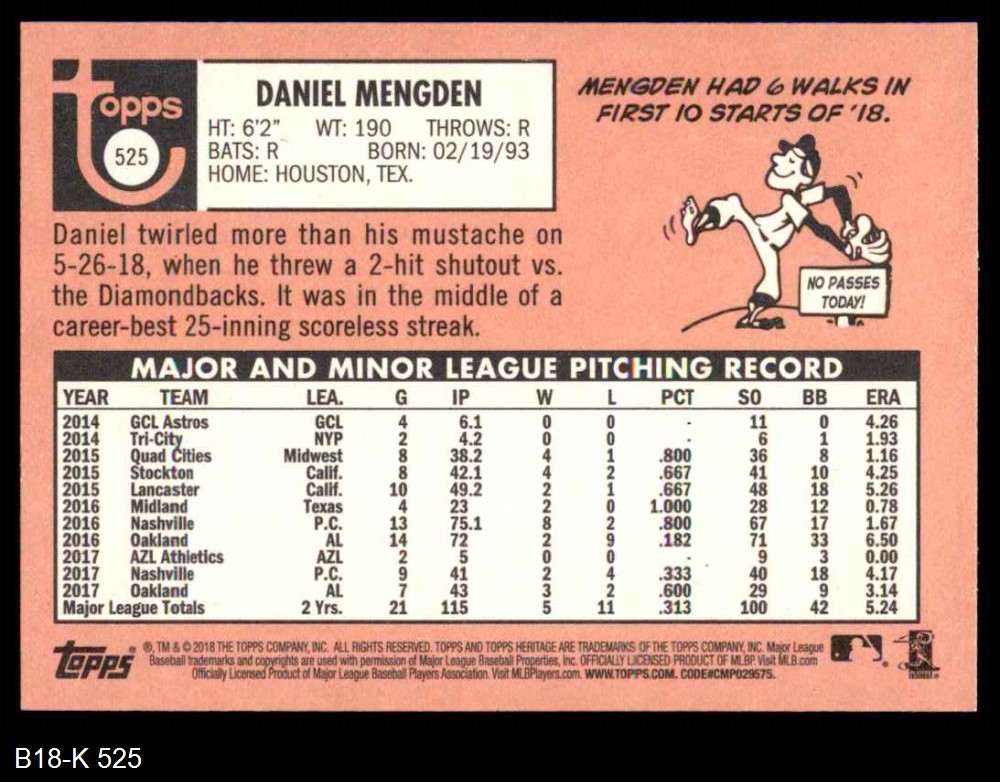 topps
525
DANIEL MENGDEN
HT: 6'2" WT: 190 THROWS: R
BATS: R BORN: 02/19/93
HOME: HOUSTON, TEX.
MENGDEN HAD 6 WALKS IN
FIRST 10 STARTS OF '18.
NO PASSES
TODAY!
Daniel twirled more than his mustache on
5-26-18, when he threw a 2-hit shutout vs.
the Diamondbacks. It was in the middle of a
career-best 25-inning scoreless streak.
MAJOR AND MINOR LEAGUE PITCHING RECORD
YEAR TEAM LEA. G IP W L PCT SO BB ERA
2014 GCL Astros GCL 4 6.1 0 0 - 11 0 4.26
2014 Tri-City NYP 2 4.2 0 0 - 6 1 1.93
2015 Quad Cities Midwest 8 38.2 4 1 .800 36 8 1.16
2015 Stockton Calif. 8 42.1 4 2 .667 41 10 4.25
2015 Lancaster Calif. 10 49.2 2 1 .667 48 18 5.26
2016 Midland Texas 4 23 2 0 1.000 28 12 0.78
2016 Nashville P.C. 13 75.1 8 2 .800 67 17 1.67
2016 Oakland AL 14 72 2 9 .182 71 33 6.50
2017 AZL Athletics AZL 2 5 0 0 - 9 3 0.00
2017 Nashville P.C. 9 41 2 4 .333 40 18 4.17
2017 Oakland AL 7 43 3 2 .600 29 9 3.14
Major League Totals 2 Yrs. 21 115 5 11 .313 100 42 5.24
topps
®, TM & © 2018 THE TOPPS COMPANY, INC. ALL RIGHTS RESERVED. TOPPS AND TOPPS HERITAGE ARE TRADEMARKS OF THE TOPPS COMPANY, INC. Major League
Baseball trademarks and copyrights are used with permission of Major League Baseball Properties, Inc. OFFICIALLY LICENSED PRODUCT OF MLBP. Visit MLB.com
Officially Licensed Product of Major League Baseball Players Association. Visit MLBPlayers.com. WWW.TOPPS.COM. CODE#CMP029575.
B18-K 525